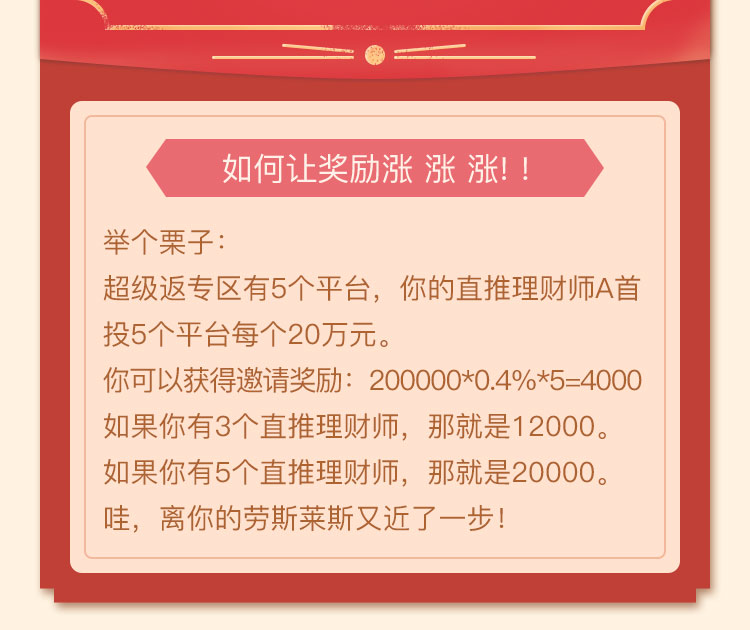 如何让奖励涨 涨 涨! !
举个栗子：
超级返专区有5个平台，你的直推理财师A首
投5个平台每个20万元。
你可以获得邀请奖励：200000*0.4%*5=4000
如果你有3个直推理财师，那就是12000。
如果你有5个直推理财师，那就是20000。
哇，离你的劳斯莱斯又近了一步！